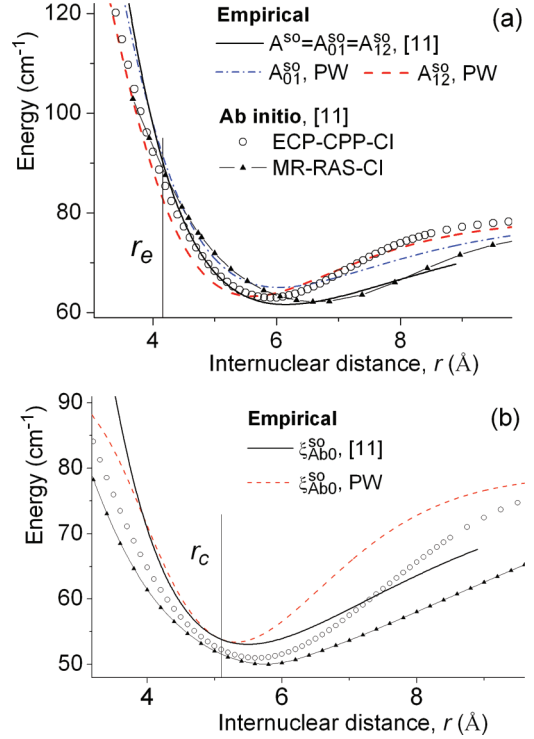 (a)
Empirical
A^so=A^so_01=A^so_12, [11]
A^so_01, PW A^so_12, PW
Ab initio, [11]
ECP-CPP-CI
MR-RAS-CI
Energy (cm⁻¹)
120
100
80
60
r_e
4 6 8
Internuclear distance, r (Å)
(b)
Empirical
ξ^so_Ab0, [11]
ξ^so_Ab0, PW
Energy (cm⁻¹)
90
80
70
60
50
r_c
4 6 8
Internuclear distance, r (Å)